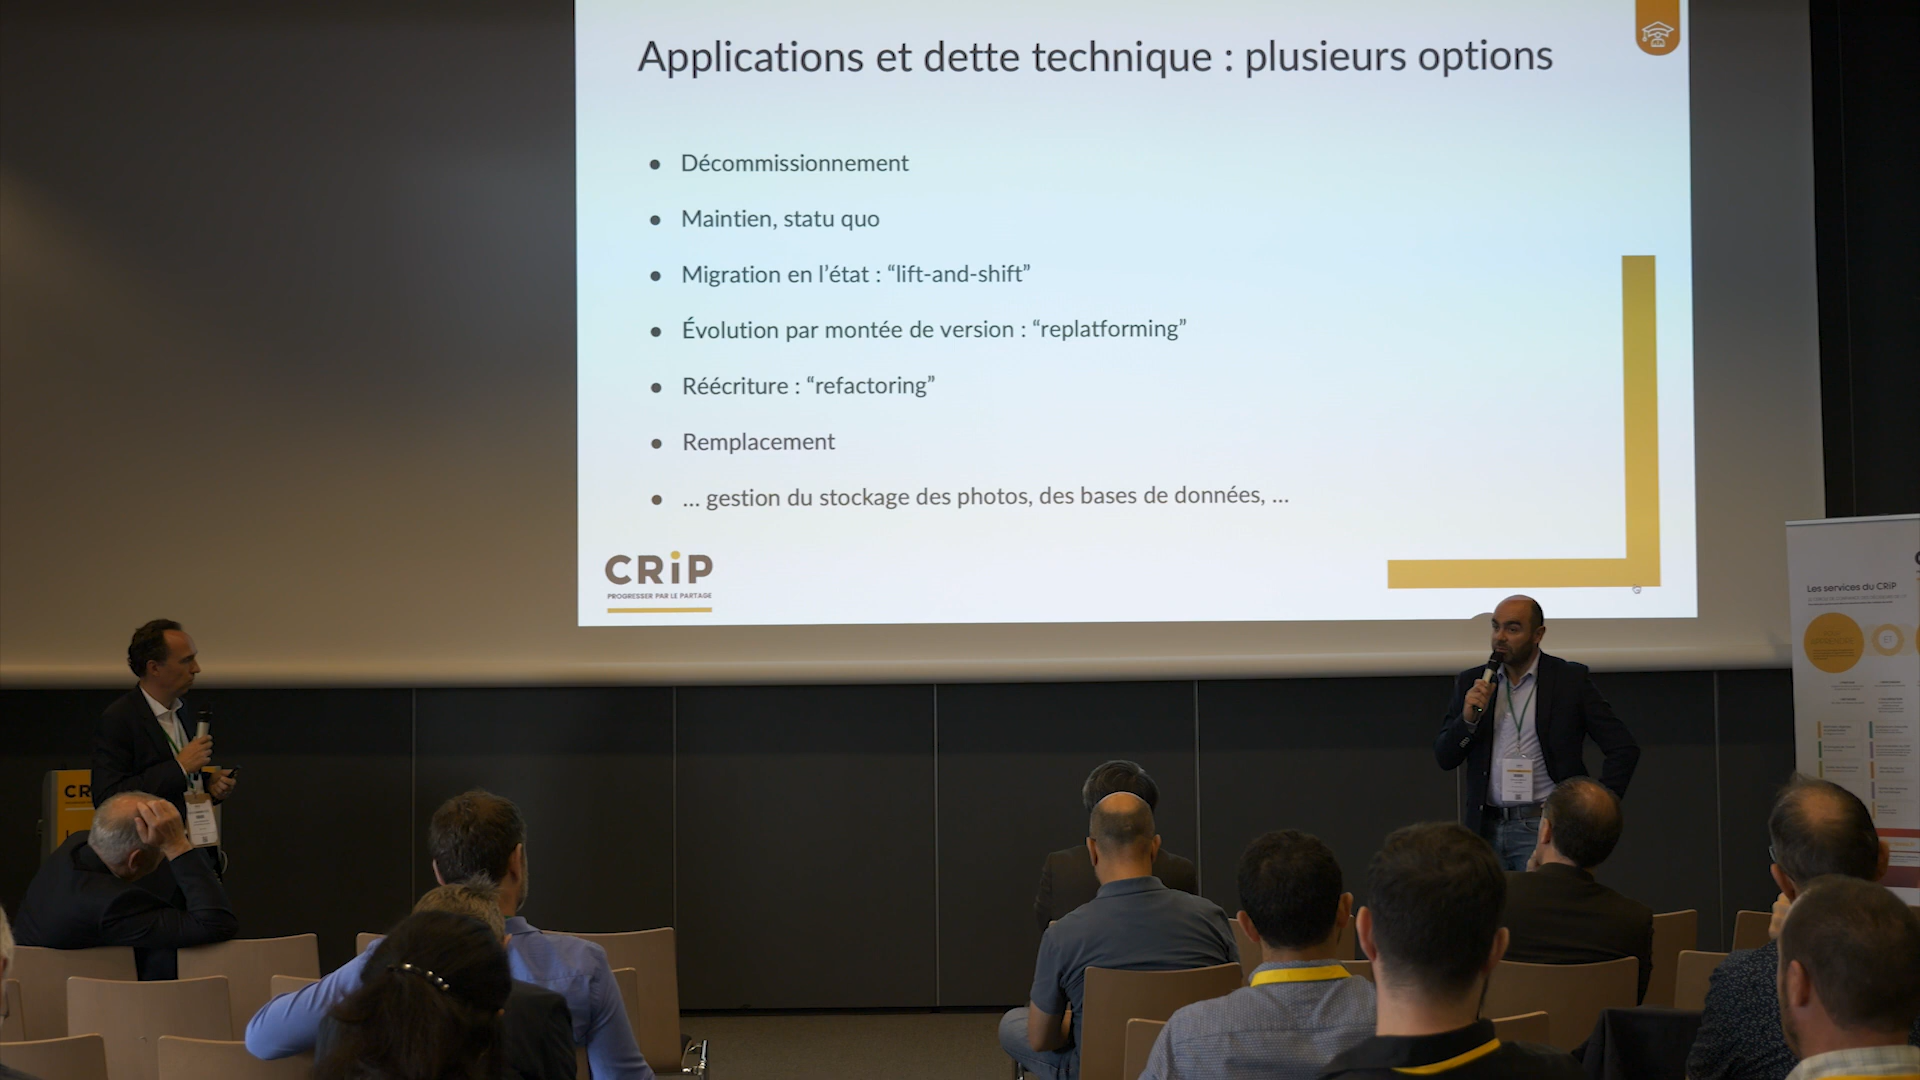 Applications et dette technique : plusieurs options
● Décommissionnement
● Maintien, statu quo
● Migration en l’état : “lift-and-shift”
● Évolution par montée de version : “replatforming”
● Réécriture : “refactoring”
● Remplacement
● ... gestion du stockage des photos, des bases de données, ...
CRiP
PROGRESSER PAR LE PARTAGE
Les services du CRiP
ET
CR